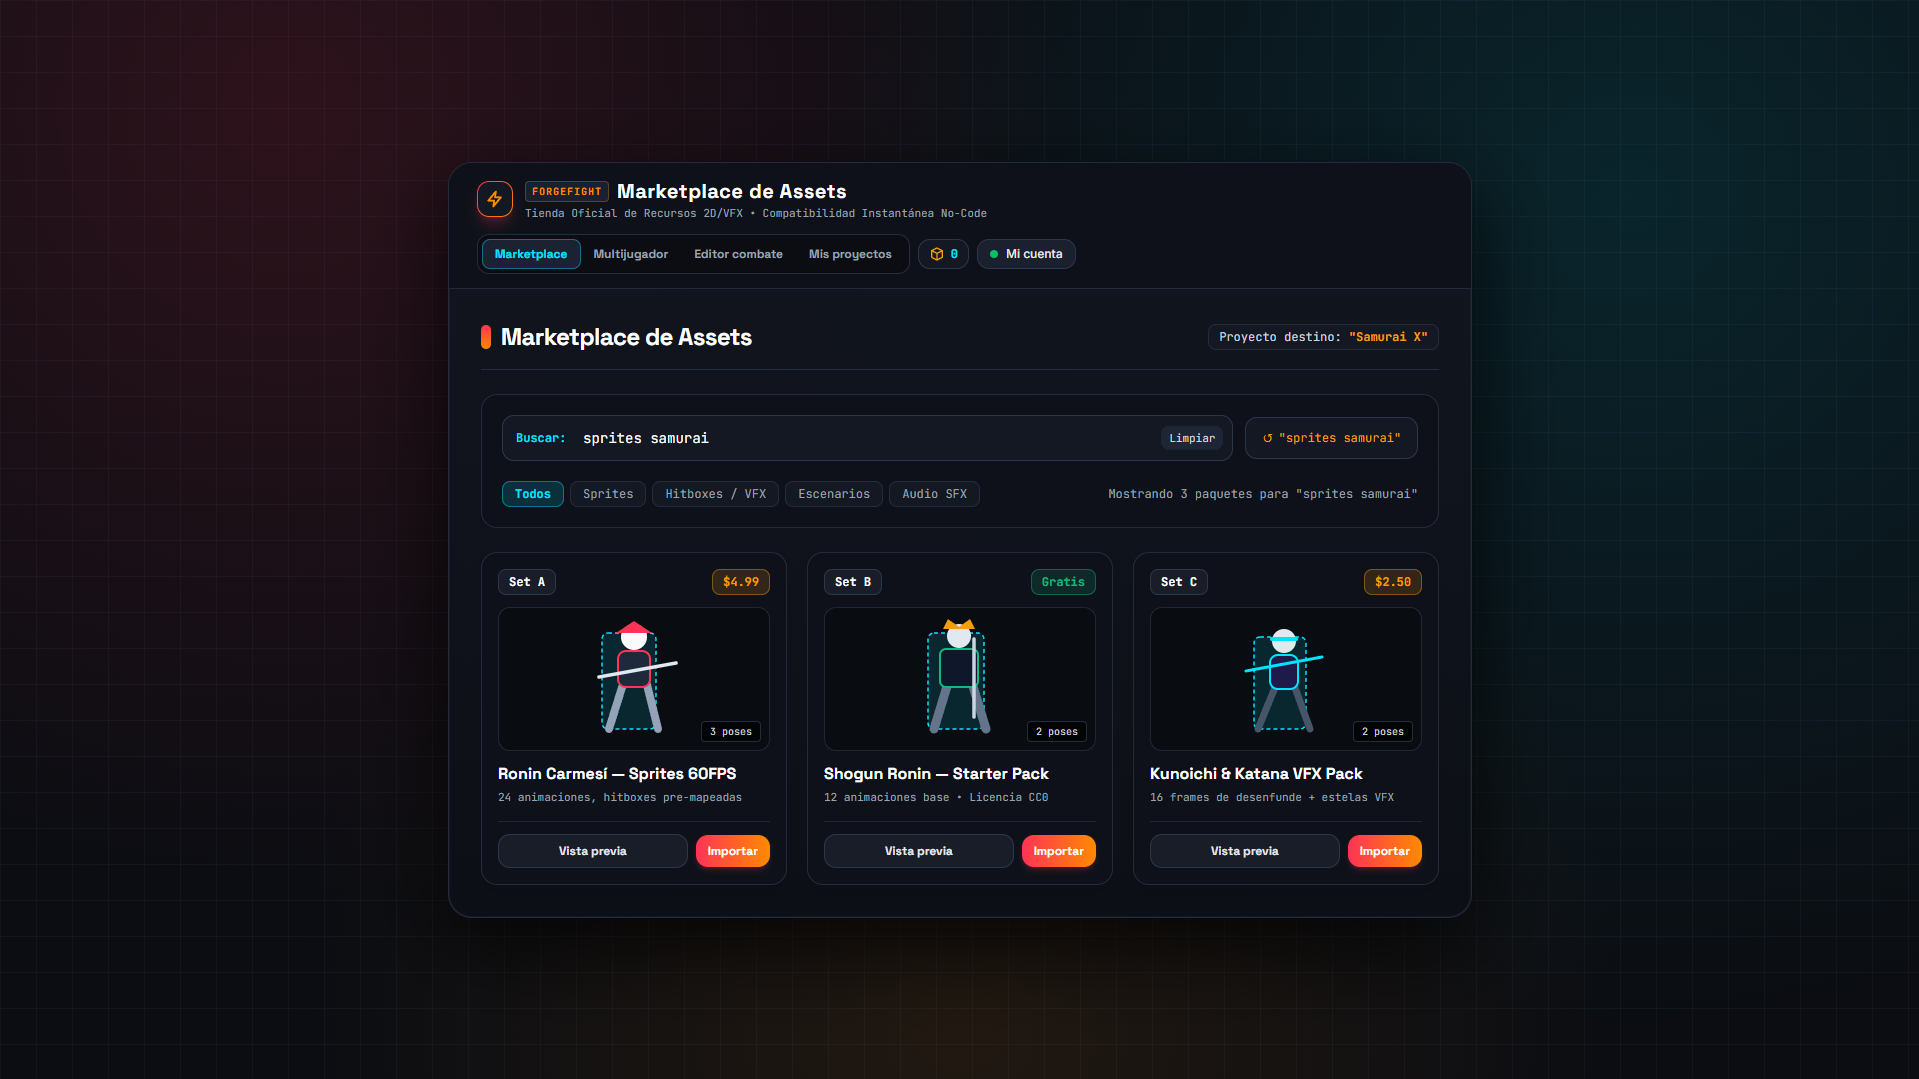 FORGEFIGHT Marketplace de Assets
Tienda Oficial de Recursos 2D/VFX • Compatibilidad Instantánea No-Code
Marketplace Multijugador Editor combate Mis proyectos 0 Mi cuenta
Marketplace de Assets
Proyecto destino: "Samurai X"
Buscar: sprites samurai Limpiar ↺ "sprites samurai"
Todos Sprites Hitboxes / VFX Escenarios Audio SFX Mostrando 3 paquetes para "sprites samurai"
Set A $4.99
3 poses
Ronin Carmesí — Sprites 60FPS
24 animaciones, hitboxes pre-mapeadas
Vista previa Importar
Set B Gratis
2 poses
Shogun Ronin — Starter Pack
12 animaciones base • Licencia CC0
Vista previa Importar
Set C $2.50
2 poses
Kunoichi & Katana VFX Pack
16 frames de desenfunde + estelas VFX
Vista previa Importar